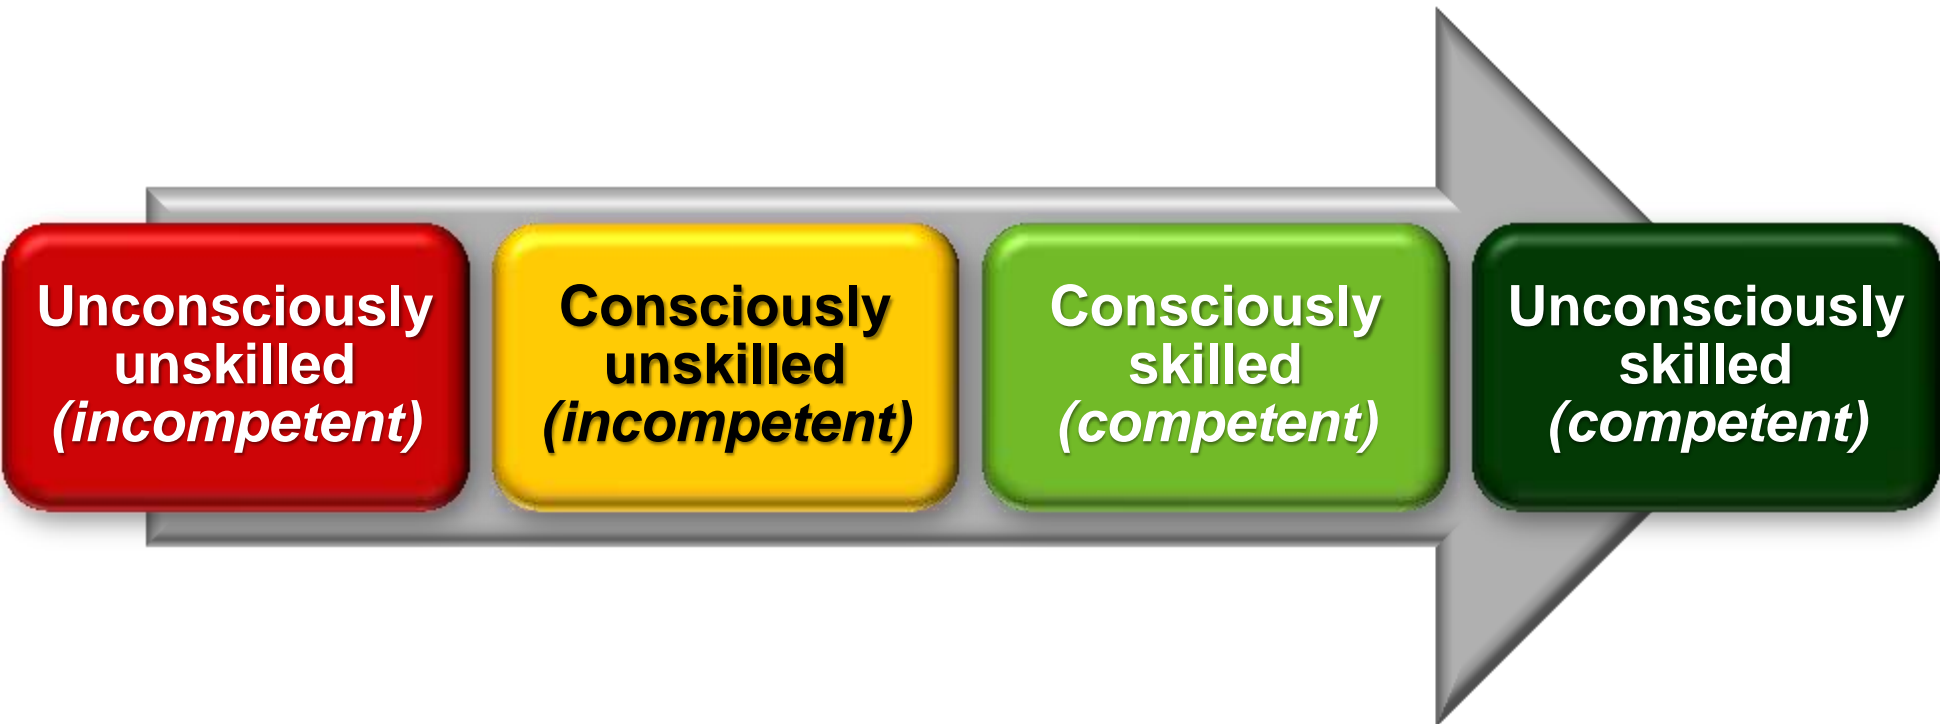 Unconsciously
unskilled
(incompetent)
Consciously
unskilled
(incompetent)
Consciously
skilled
(competent)
Unconsciously
skilled
(competent)